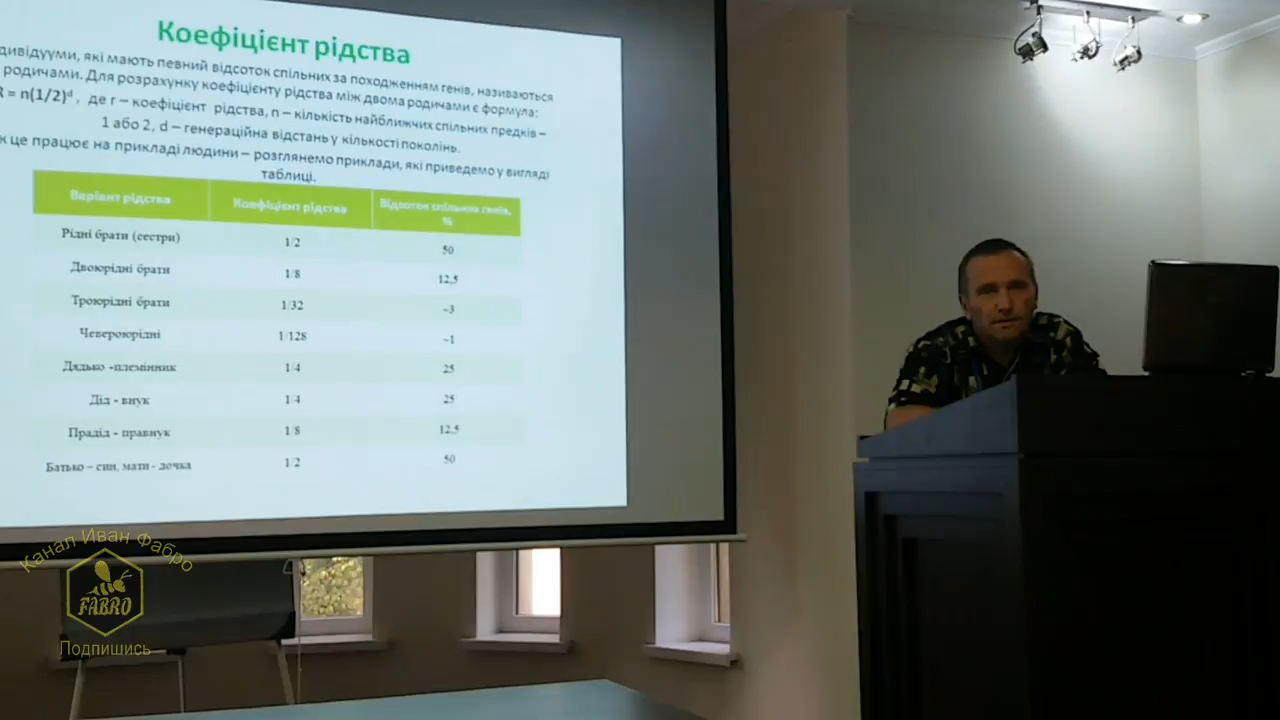 Коефіцієнт рідства
дивідууми, які мають певний відсоток спільних за походженням генів, називаються
родичами. Для розрахунку коефіцієнту рідства між двома родичами є формула:
R = n(1/2)ᵈ , де r – коефіцієнт рідства, n – кількість найближчих спільних предків –
1 або 2, d – генераційна відстань у кількості поколінь.
к це працює на прикладі людини – розглянемо приклади, які приведемо у вигляді
таблиці.
Варіант рідства Коефіцієнт рідства Відсоток спільних генів, %
Рідні брати (сестри) 1/2 50
Двоюрідні брати 1/8 12,5
Троюрідні брати 1/32 ~3
Чевероюрідні 1/128 ~1
Дядько -племінник 1/4 25
Дід - внук 1/4 25
Прадід - правнук 1/8 12,5
Батько – син, мати - дочка 1/2 50
Канал Иван Фабро
FABRO
Подпишись